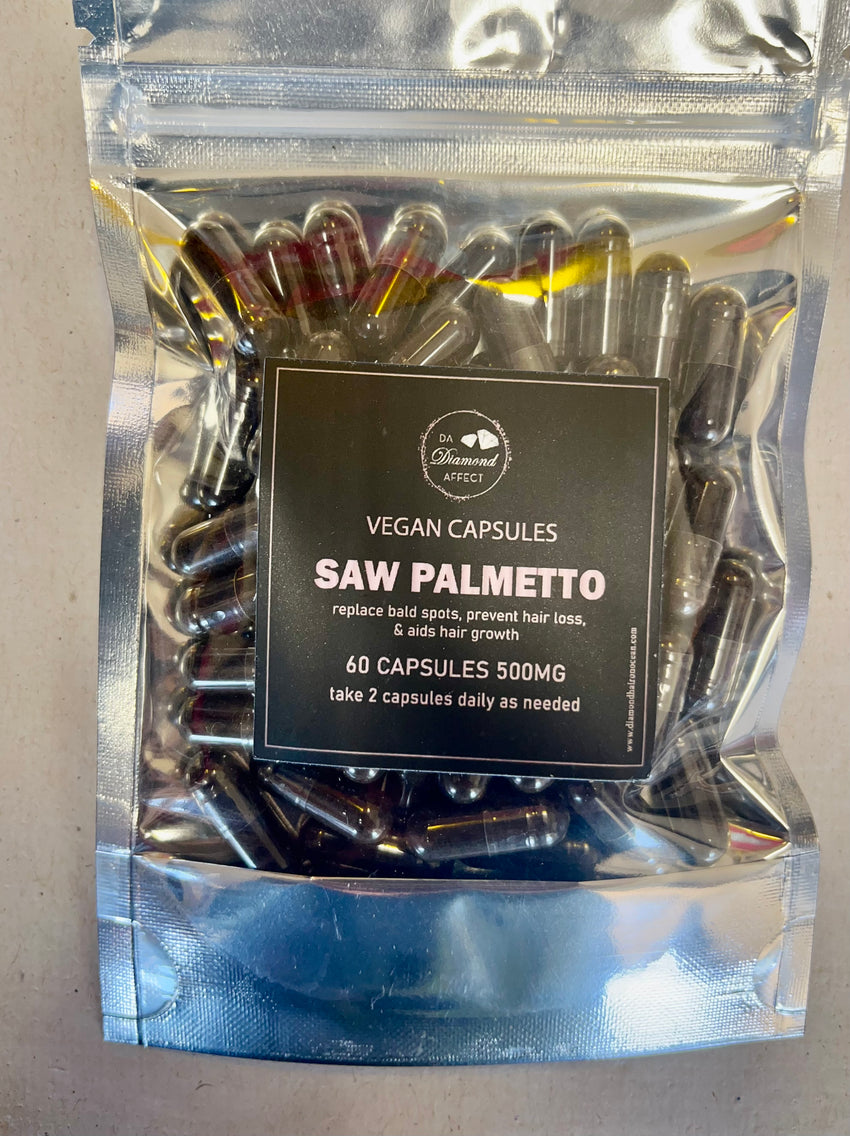 DA
Diamond
AFFECT
VEGAN CAPSULES
SAW PALMETTO
replace bald spots, prevent hair loss,
& aids hair growth
60 CAPSULES 500MG
take 2 capsules daily as needed